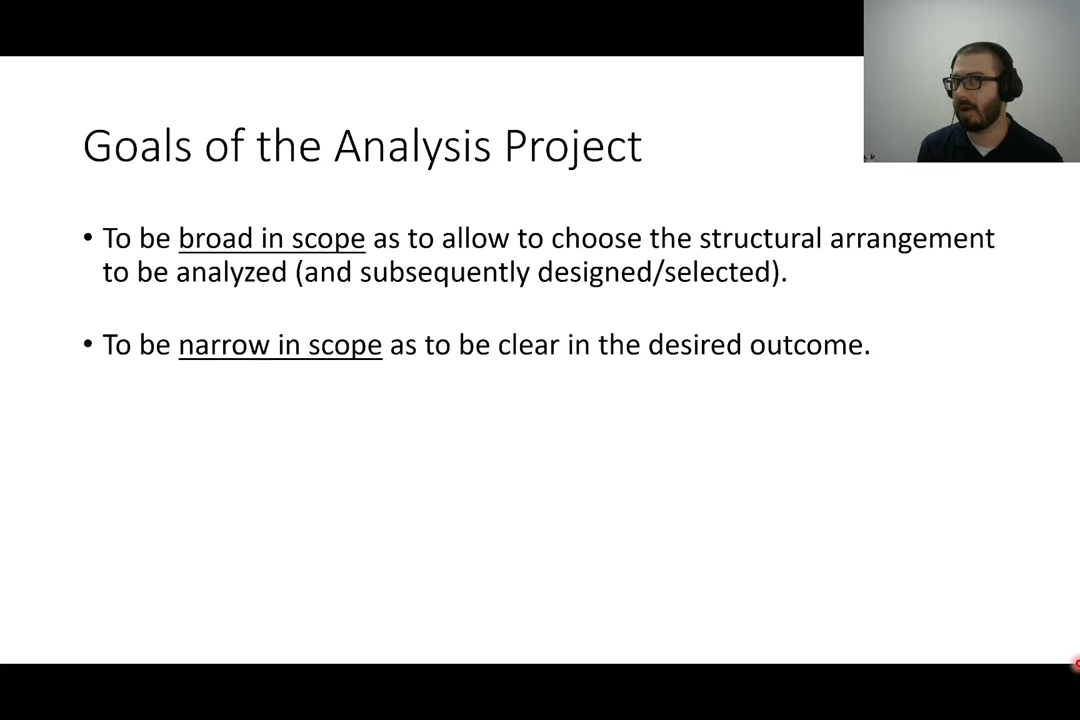 Goals of the Analysis Project
• To be broad in scope as to allow to choose the structural arrangement
to be analyzed (and subsequently designed/selected).
• To be narrow in scope as to be clear in the desired outcome.